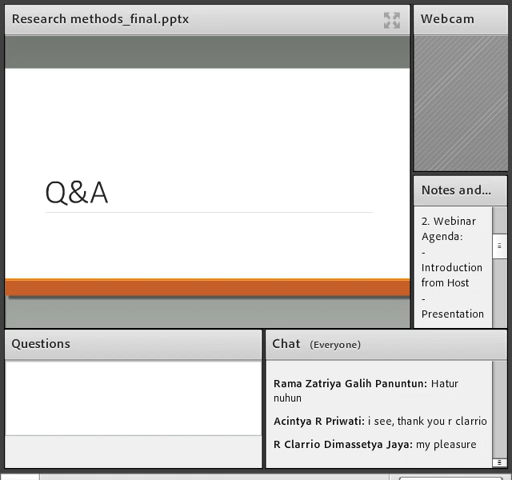 Research methods_final.pptx
Webcam
Q&A
Notes and...
2. Webinar
Agenda:
-
Introduction
from Host
-
Presentation
Questions
Chat (Everyone)
Rama Zatriya Galih Panuntun: Hatur
nuhun
Acintya R Priwati: i see, thank you r clarrio
R Clarrio Dimassetya Jaya: my pleasure